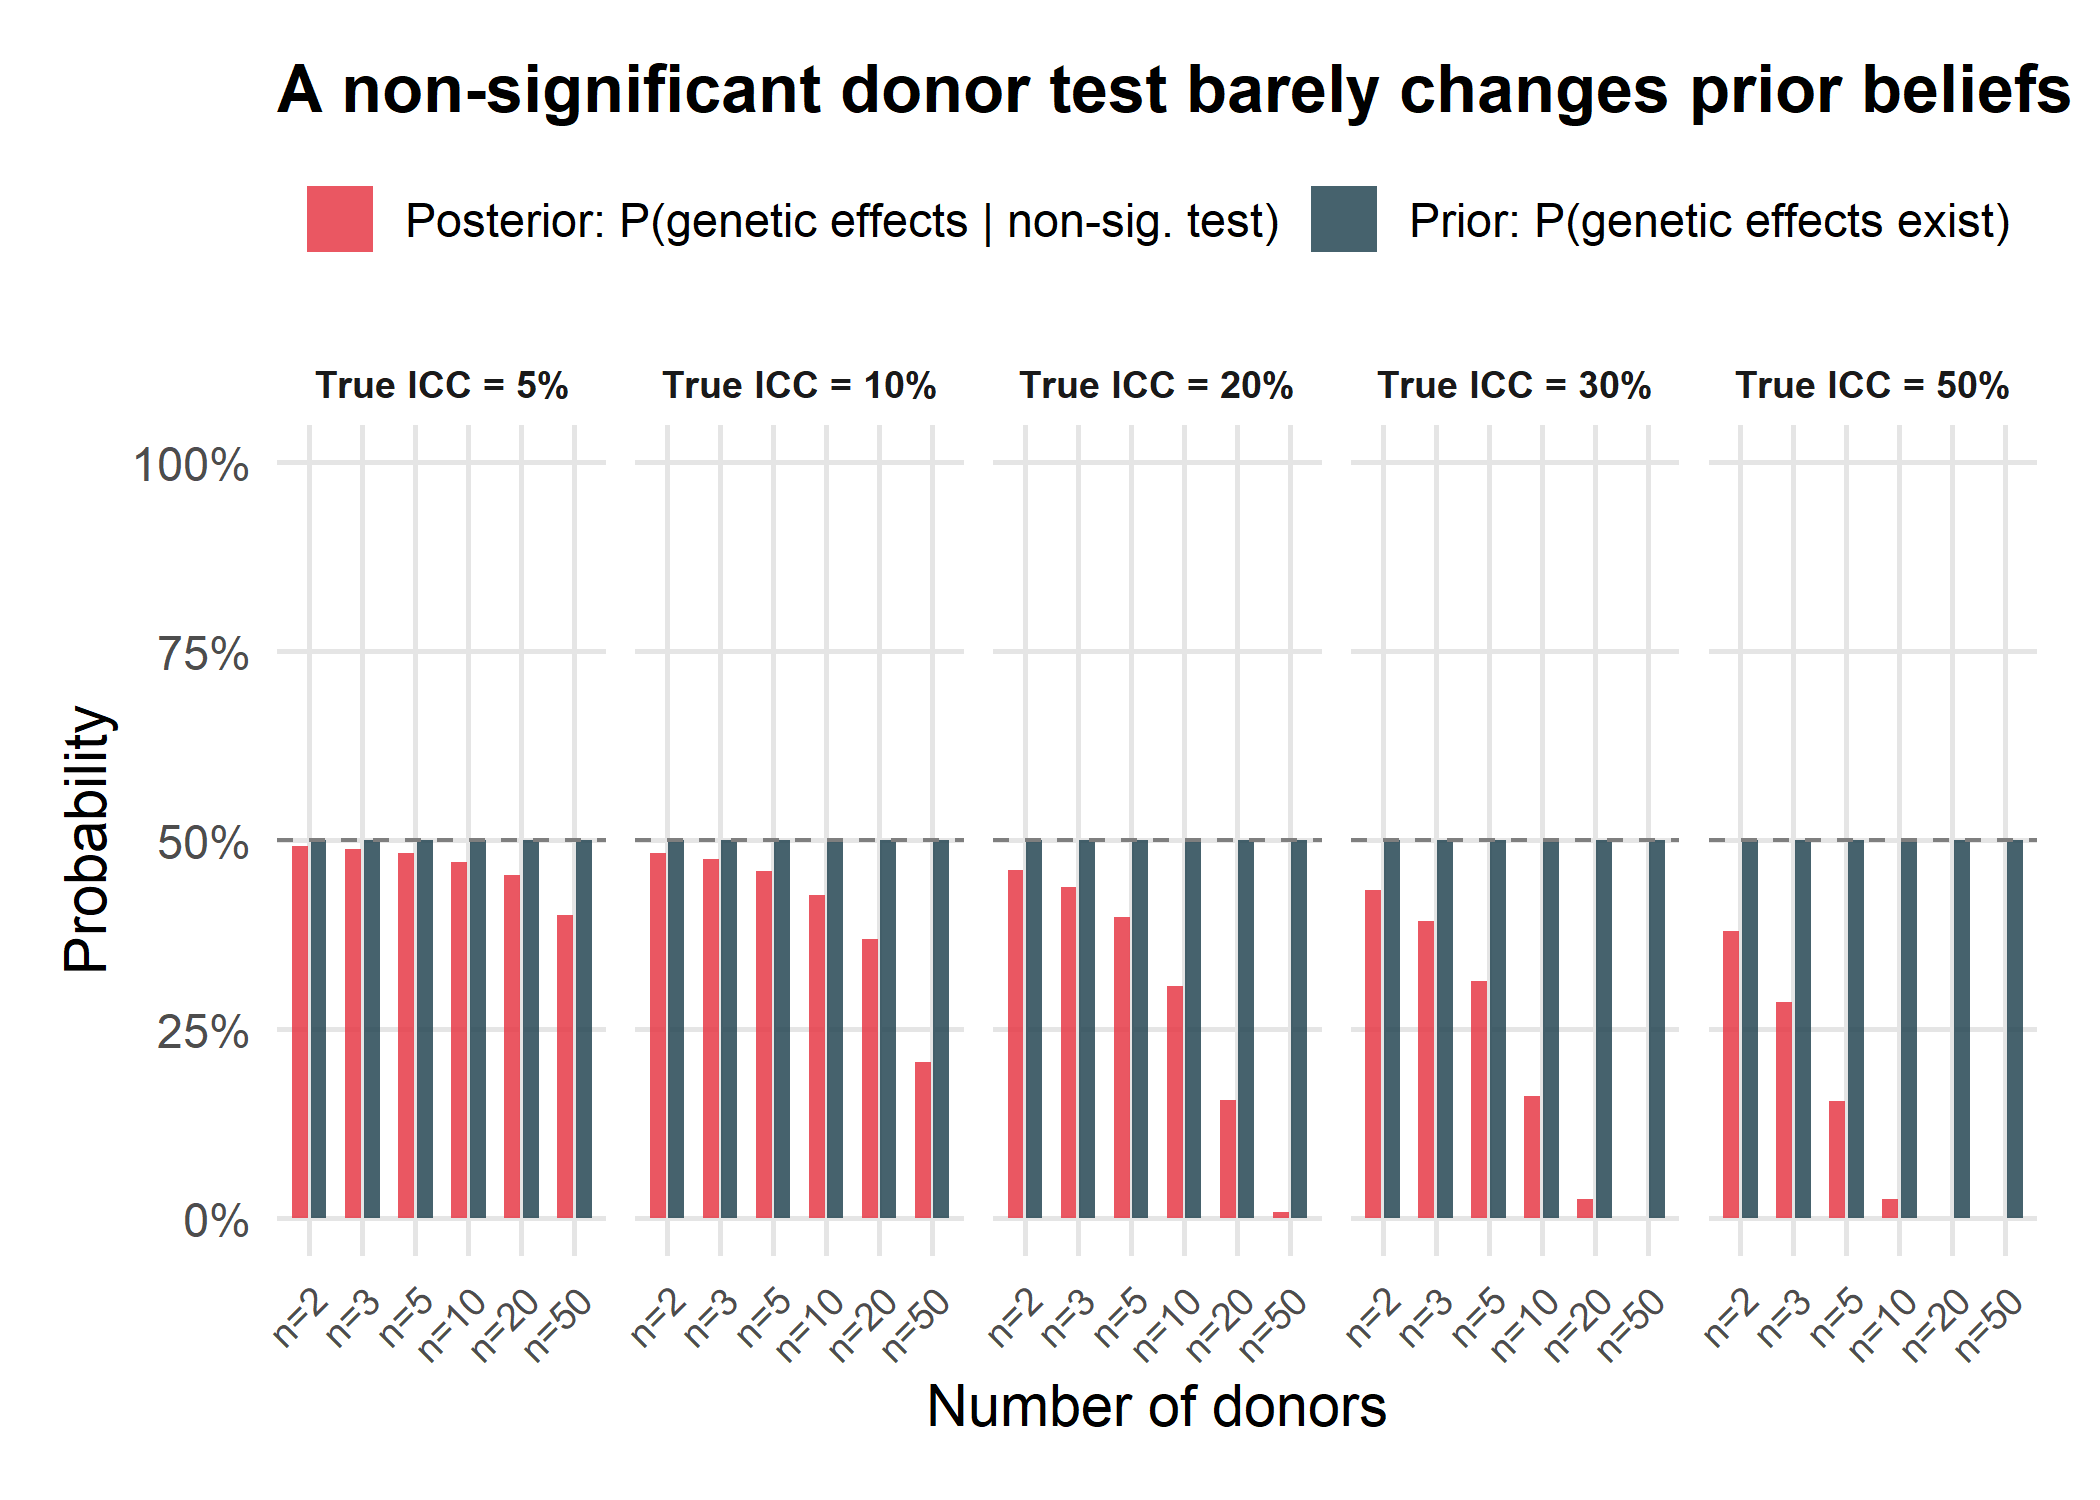 A non-significant donor test barely changes prior beliefs
Posterior: P(genetic effects | non-sig. test) Prior: P(genetic effects exist)
True ICC = 5% True ICC = 10% True ICC = 20% True ICC = 30% True ICC = 50%
100%
75%
50%
25%
0%
Probability
n=2 n=3 n=5 n=10 n=20 n=50 n=2 n=3 n=5 n=10 n=20 n=50 n=2 n=3 n=5 n=10 n=20 n=50 n=2 n=3 n=5 n=10 n=20 n=50 n=2 n=3 n=5 n=10 n=20 n=50
Number of donors